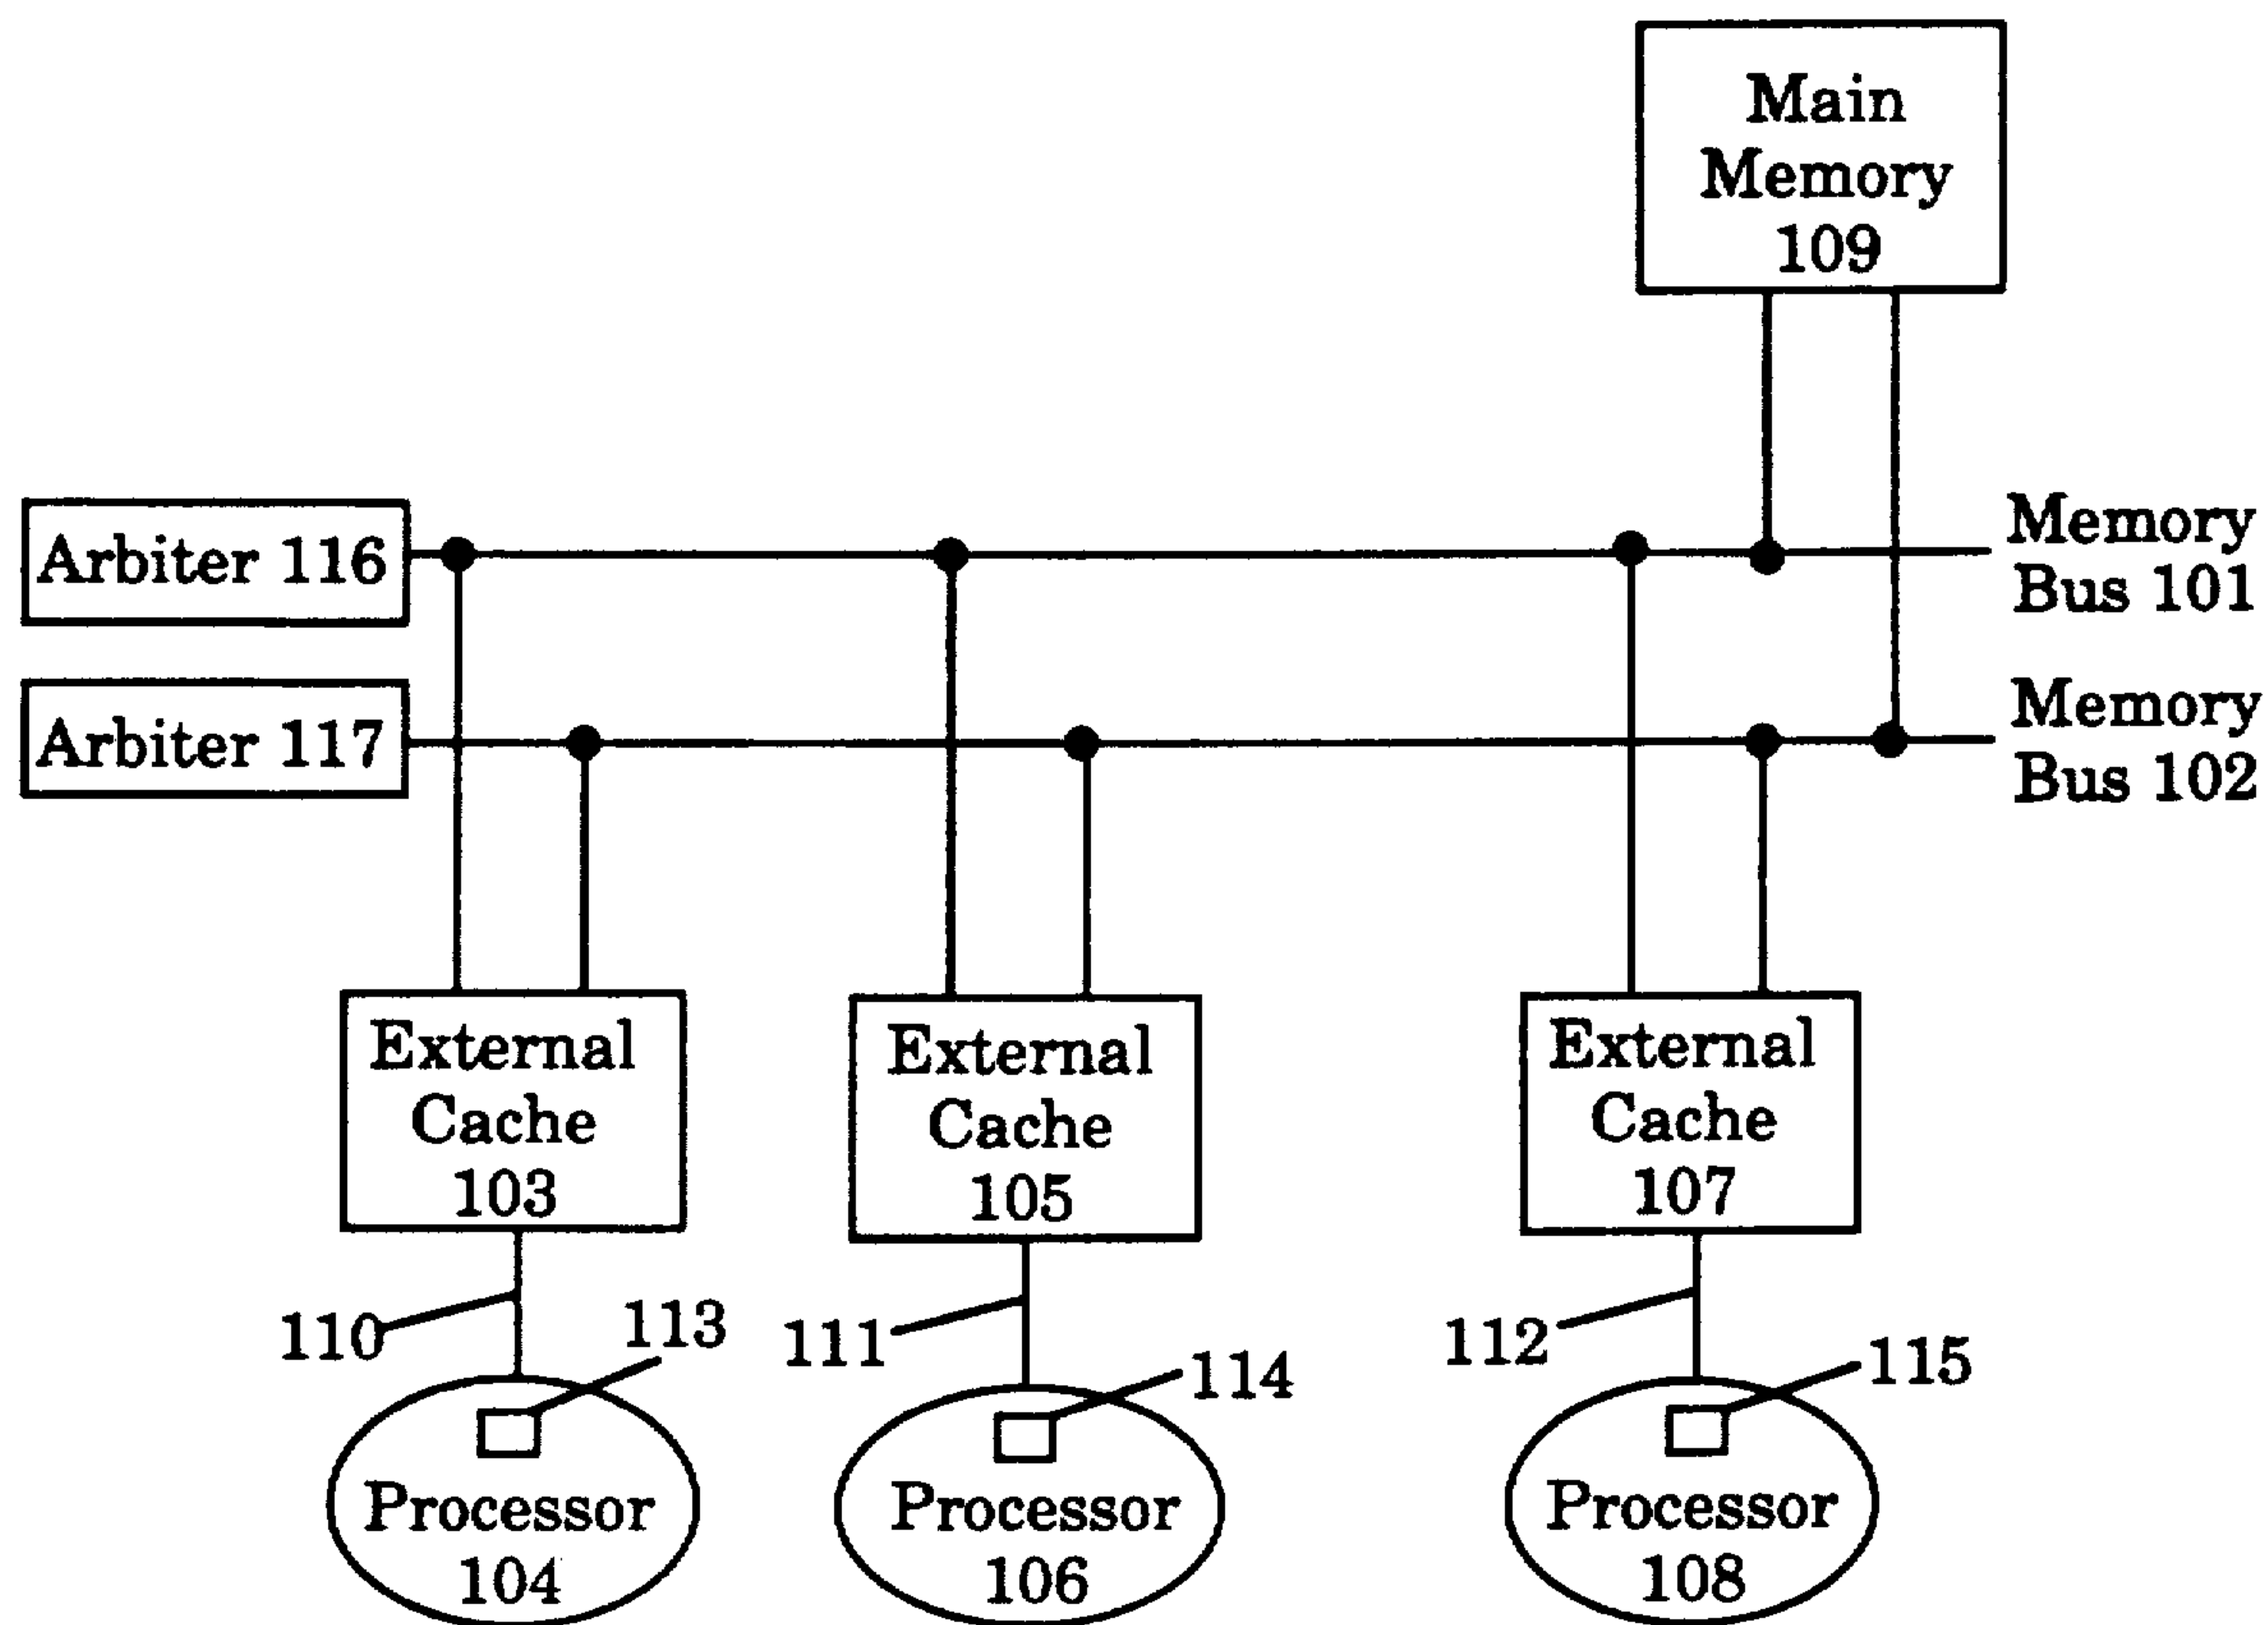 Main
Memory
109
Arbiter 116
Memory
Bus 101
Arbiter 117
Memory
Bus 102
External
Cache
103
External
Cache
105
External
Cache
107
110
113
111
114
112
115
Processor
104
Processor
106
Processor
108